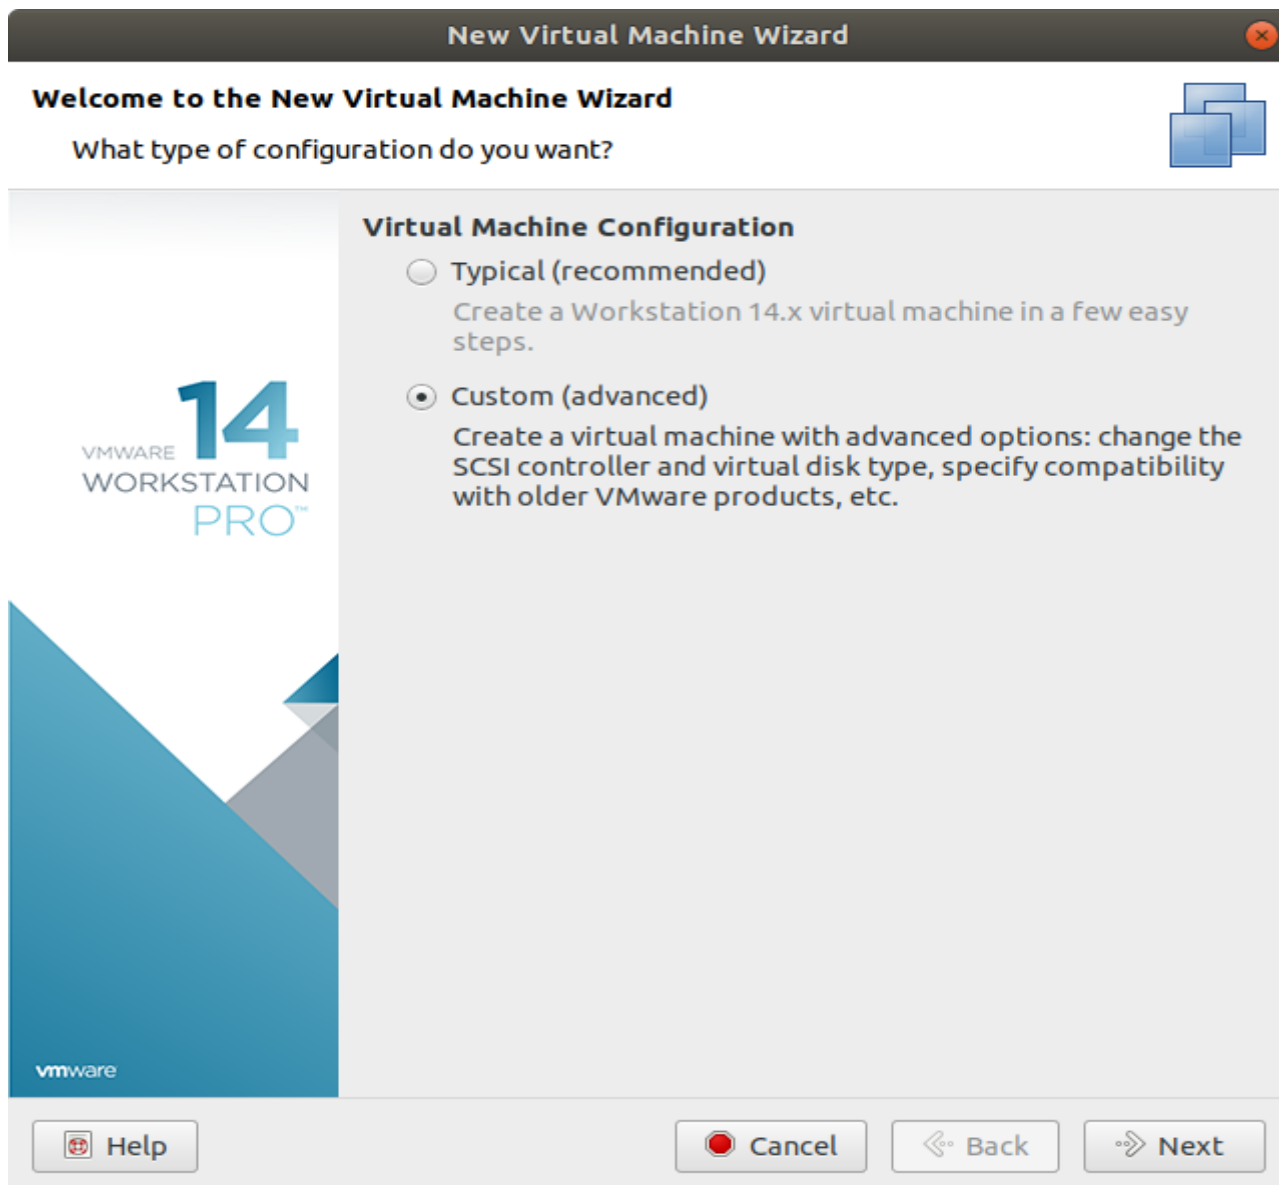 New Virtual Machine Wizard
Welcome to the New Virtual Machine Wizard
What type of configuration do you want?
Virtual Machine Configuration
Typical (recommended)
Create a Workstation 14.x virtual machine in a few easy
steps.
Custom (advanced)
Create a virtual machine with advanced options: change the
SCSI controller and virtual disk type, specify compatibility
with older VMware products, etc.
VMWARE 14
WORKSTATION
PRO™
vmware
Help
Cancel
Back
Next